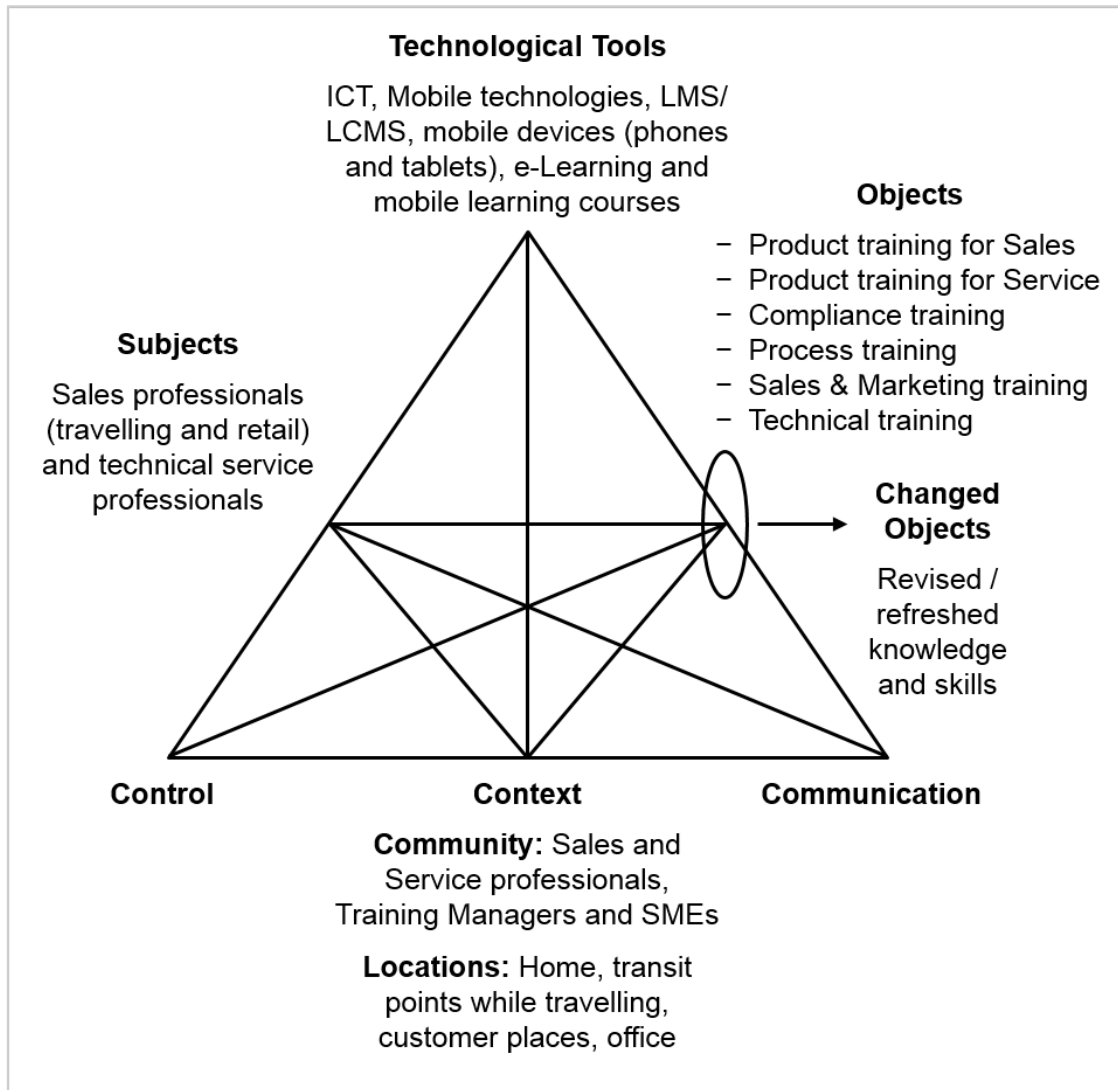 Technological Tools
ICT, Mobile technologies, LMS/
LCMS, mobile devices (phones
and tablets), e-Learning and
mobile learning courses
Objects
− Product training for Sales
− Product training for Service
− Compliance training
− Process training
− Sales & Marketing training
− Technical training
Subjects
Sales professionals
(travelling and retail)
and technical service
professionals
Changed
Objects
Revised /
refreshed
knowledge
and skills
Control
Context
Communication
Community: Sales and
Service professionals,
Training Managers and SMEs
Locations: Home, transit
points while travelling,
customer places, office